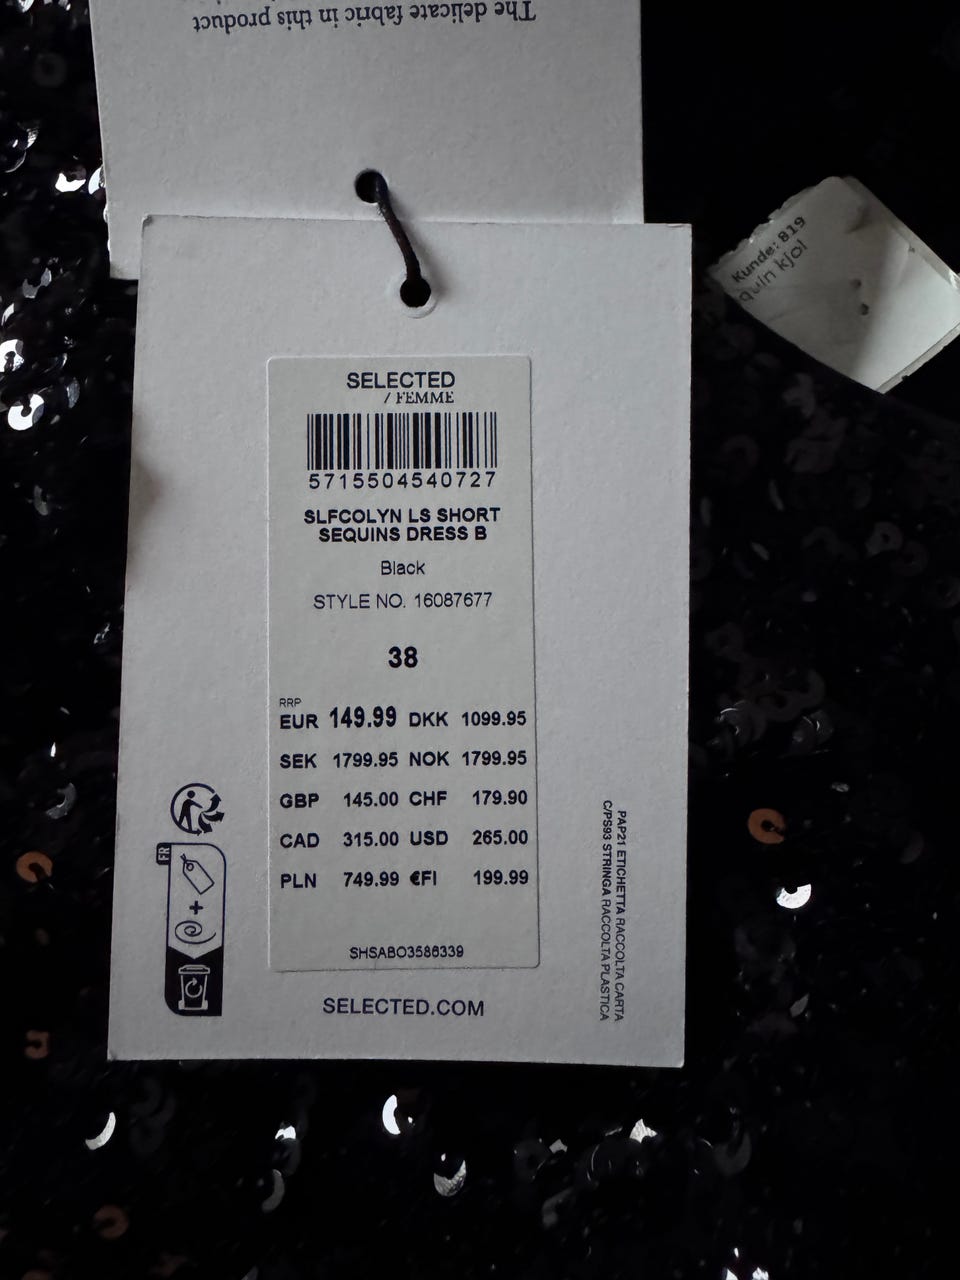 The delicate fabric in this product
Kunde: 819
quin kjol
SELECTED
/ FEMME
5715504540727
SLFCOLYN LS SHORT
SEQUINS DRESS B
Black
STYLE NO. 16087677
38
RRP
EUR 149.99 DKK 1099.95
SEK 1799.95 NOK 1799.95
GBP 145.00 CHF 179.90
CAD 315.00 USD 265.00
PLN 749.99 €FI 199.99
SHSABO3586339
SELECTED.COM
FR
PAP21 ETICHETTA RACCOLTA CARTA
C/PS93 STRINGA RACCOLTA PLASTICA